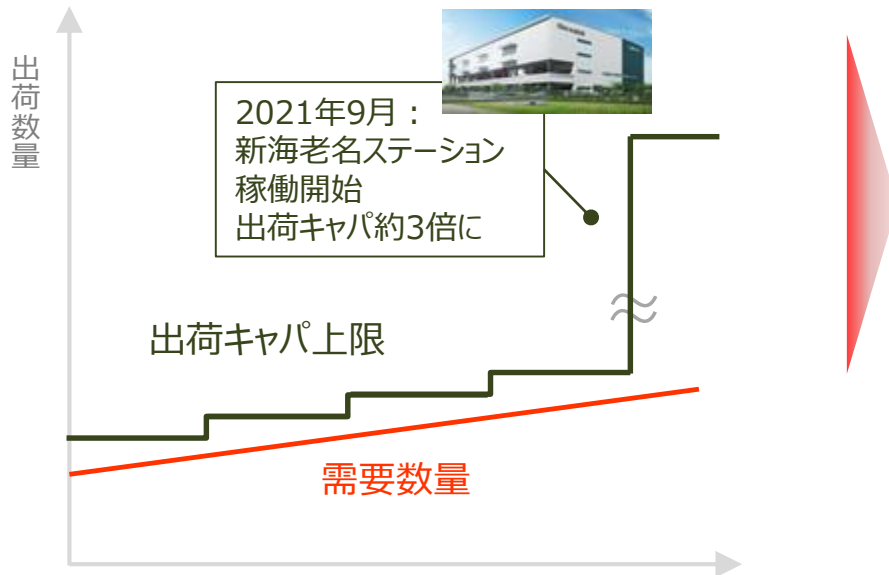 出荷数量
2021年9月：
新海老名ステーション
稼働開始
出荷キャパ約3倍に
出荷キャパ上限
需要数量